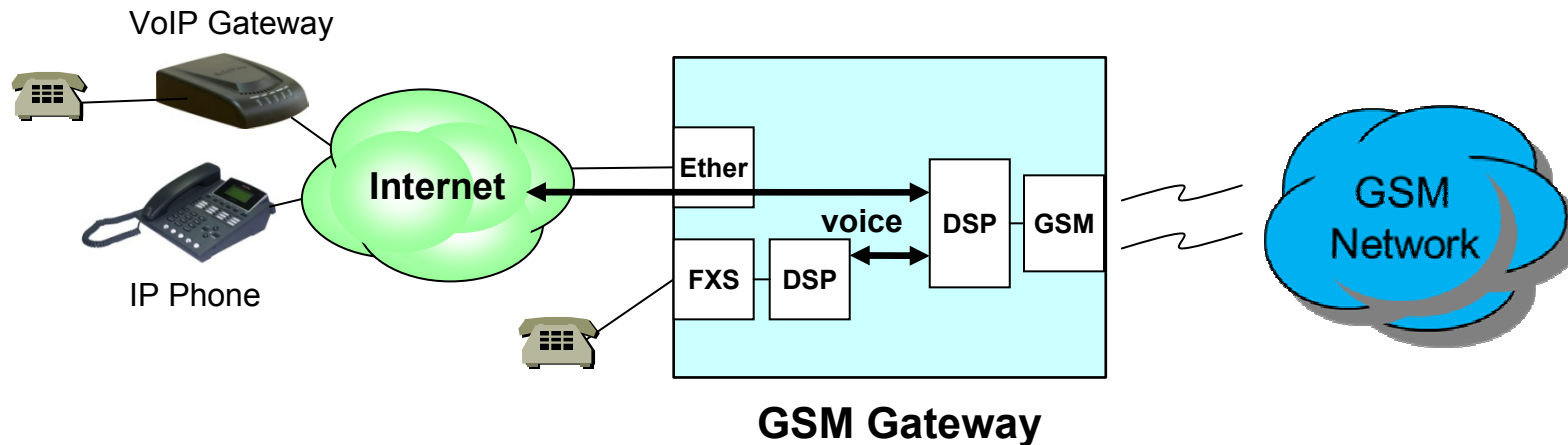 VoIP Gateway
IP Phone
Internet
Ether
voice
FXS
DSP
DSP
GSM
GSM Gateway
GSM
Network